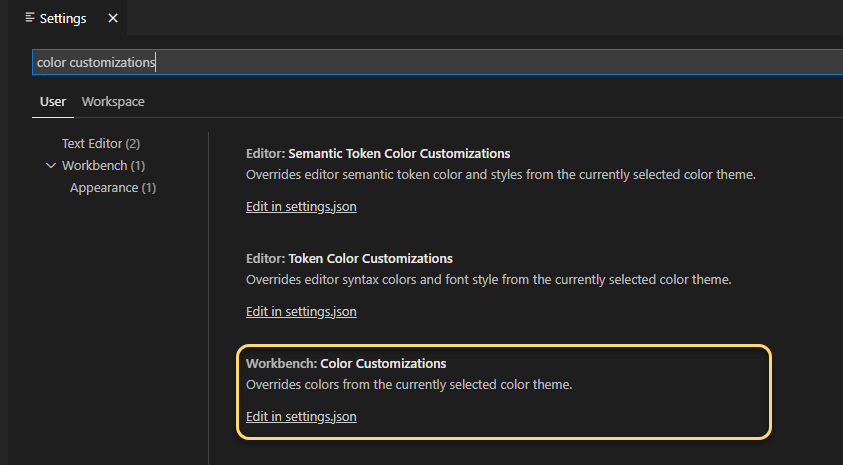 Settings
color customizations
User Workspace
Text Editor (2)
Workbench (1)
Appearance (1)
Editor: Semantic Token Color Customizations
Overrides editor semantic token color and styles from the currently selected color theme.
Edit in settings.json
Editor: Token Color Customizations
Overrides editor syntax colors and font style from the currently selected color theme.
Edit in settings.json
Workbench: Color Customizations
Overrides colors from the currently selected color theme.
Edit in settings.json